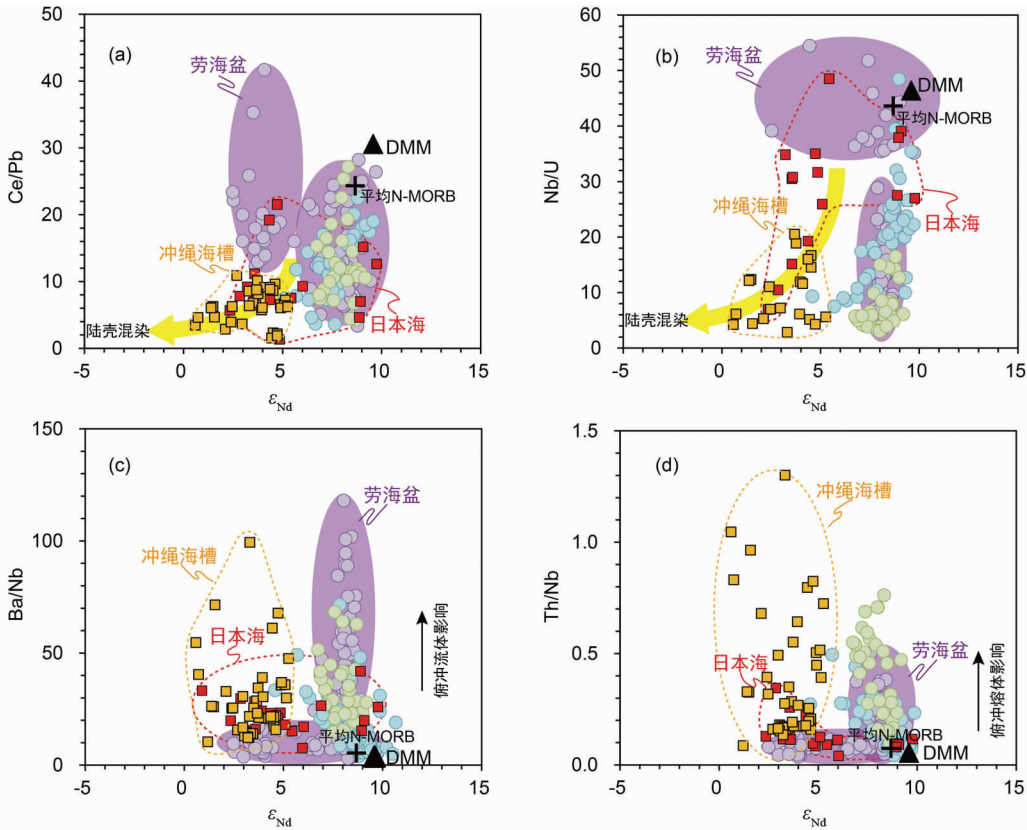 50
40
30
20
10
0
Ce/Pb
(a)
劳海盆
DMM
平均N-MORB
冲绳海槽
陆壳混染
日本海
-5
0
5
10
15
εNd
60
50
40
30
20
10
0
Nb/U
(b)
劳海盆
DMM
平均N-MORB
冲绳海槽
日本海
陆壳混染
-5
0
5
10
15
εNd
150
100
50
0
Ba/Nb
(c)
劳海盆
冲绳海槽
日本海
俯冲流体影响
平均N-MORB
DMM
-5
0
5
10
15
εNd
1.5
1.0
0.5
0.0
Th/Nb
(d)
冲绳海槽
日本海
劳海盆
俯冲熔体影响
平均N-MORB
DMM
-5
0
5
10
15
εNd